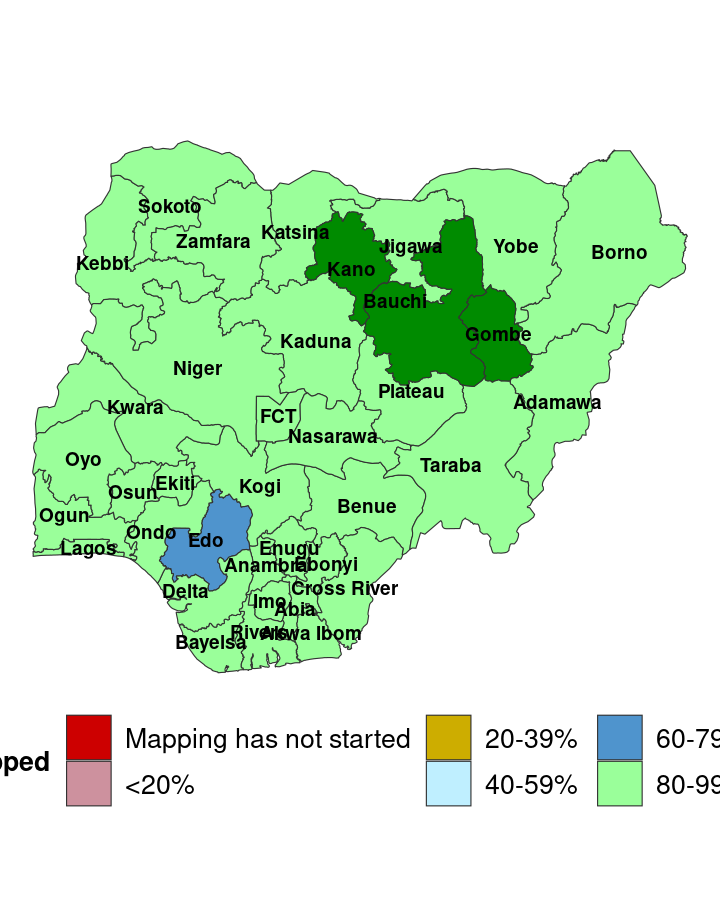 Sokoto
Katsina
Zamfara
Jigawa
Yobe
Borno
Kebbi
Kano
Bauchi
Gombe
Kaduna
Niger
Plateau
Adamawa
Kwara
FCT
Nasarawa
Oyo
Taraba
Osun
Ekiti
Kogi
Benue
Ogun
Ondo
Edo
Lagos
Enugu
Anambra
Ebonyi
Delta
Cross River
Imo
Abia
Rivers
Akwa Ibom
Bayelsa
pped
Mapping has not started
20-39%
60-79
<20%
40-59%
80-99